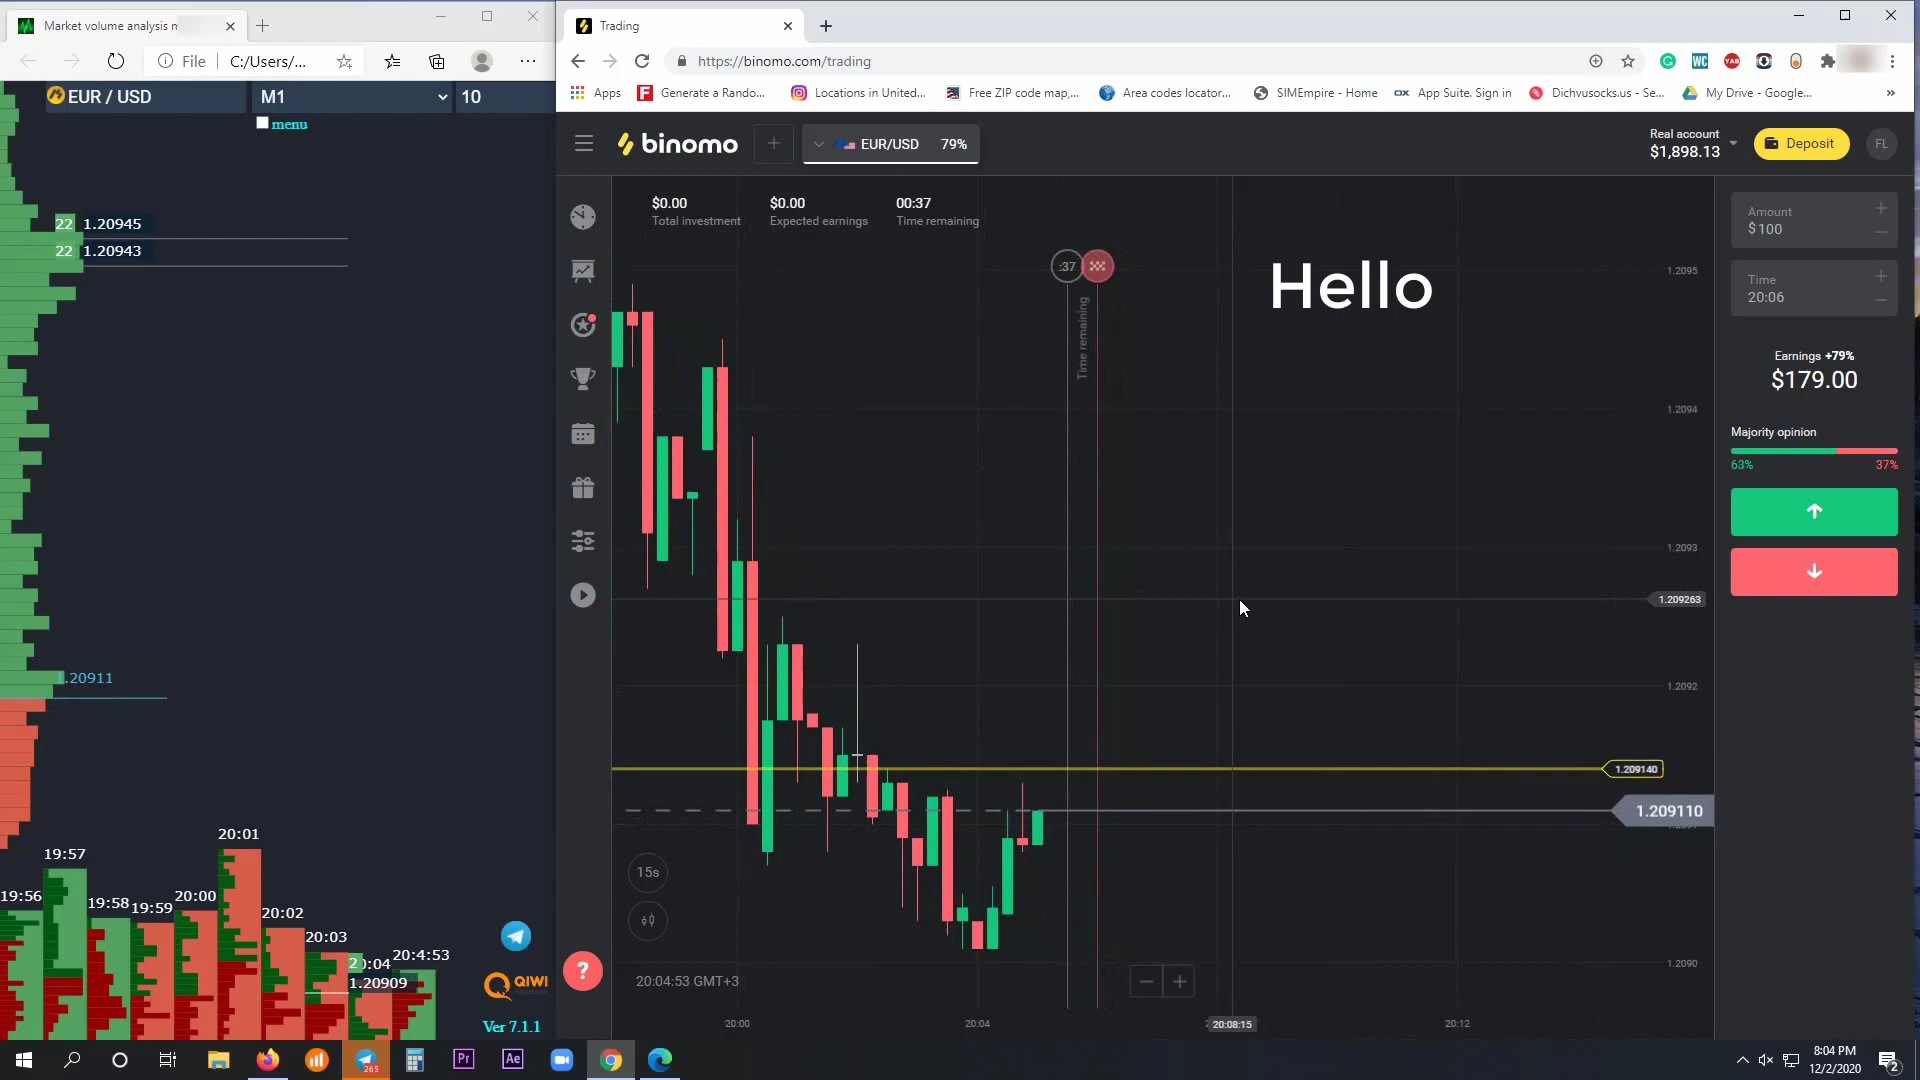 Market volume analysis m
Trading
File
C:/Users/...
https://binomo.com/trading
Apps
Generate a Rando...
Locations in United...
Free ZIP code map,...
Area codes locator...
SIMEmpire - Home
App Suite. Sign in
Dichvusocks.us - Se...
My Drive - Google...
EUR / USD
M1
10
menu
binomo
EUR/USD 79%
Real account
$1,898.13
Deposit
FL
$0.00
Total investment
$0.00
Expected earnings
00:37
Time remaining
:37
Time remaining
Hello
Amount
$ 100
Time
20:06
Earnings +79%
$179.00
Majority opinion
63% 37%
22 1.20945
22 1.20943
1.20911
1.2095
1.2094
1.2093
1.209263
1.2092
1.209140
1.209110
1.2090
15s
20:04:53 GMT+3
20:00
20:04
20:08:15
20:12
19:56
19:57
19:58
19:59
20:00
20:01
20:02
20:03
20:04
20:4:53
1.20909
QIWI
Ver 7.1.1
265
Pr
Ae
8:04 PM
12/2/2020
2